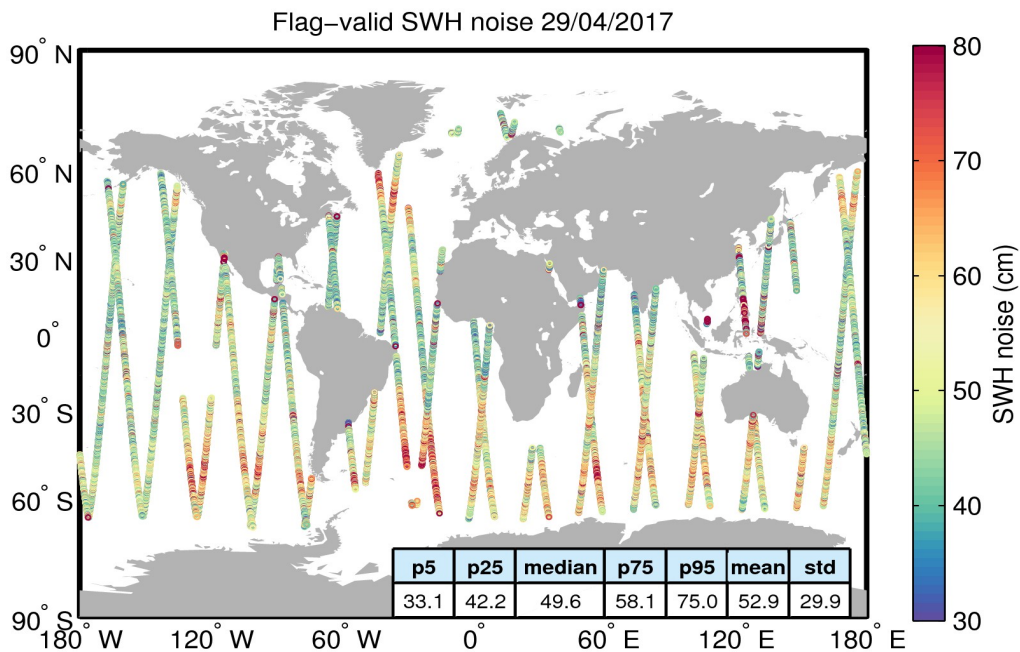 Flag−valid SWH noise 29/04/2017
90° N
60° N
30° N
0°
30° S
60° S
90° S
180° W
120° W
60° W
0°
60° E
120° E
180° E
p5 p25 median p75 p95 mean std
33.1 42.2 49.6 58.1 75.0 52.9 29.9
80
70
60
50
40
30
SWH noise (cm)